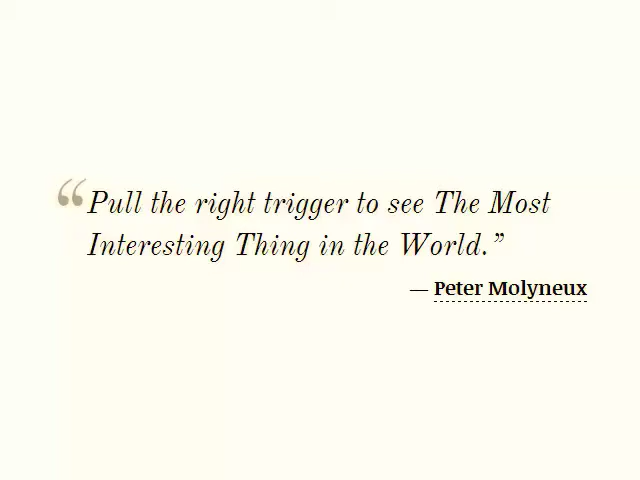 “Pull the right trigger to see The Most
Interesting Thing in the World.”
— Peter Molyneux